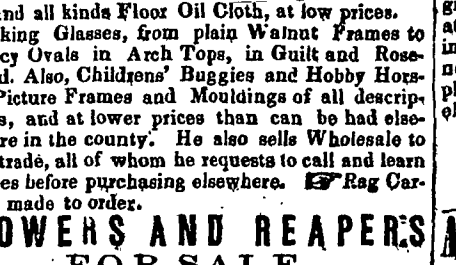 and all kinds Floor Oil Cloth, at low prices.
king Glasses, from plain Walnut Frames to
cy Ovals in Arch Tops, in Guilt and Rose-
d. Also, Childrens' Buggies and Hobby Hors-
Picture Frames and Mouldings of all descrip-
s, and at lower prices than can be had else-
re in the county. He also sells Wholesale to
trade, all of whom he requests to call and learn
es before purchasing elsewhere. ☞ Rag Car-
made to order.
OWERS AND REAPERS
FOR SALE